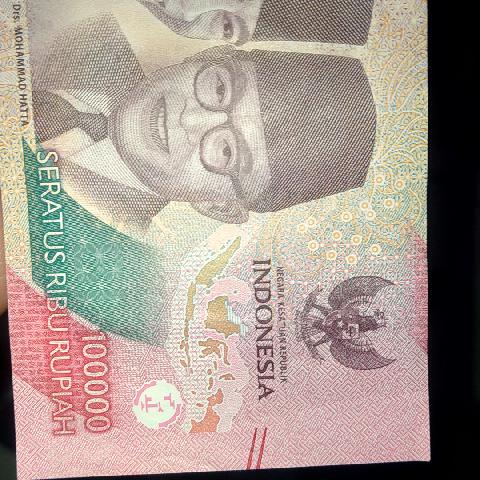 Drs. MOHAMMAD HATTA
NEGARA KESATUAN REPUBLIK
INDONESIA
100000
SERATUS RIBU RUPIAH